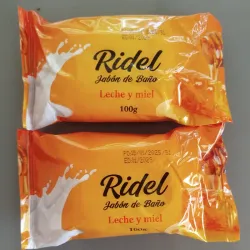 Ridel
Jabón de Baño
Leche y miel
100g
Ridel
Jabón de Baño
Leche y miel